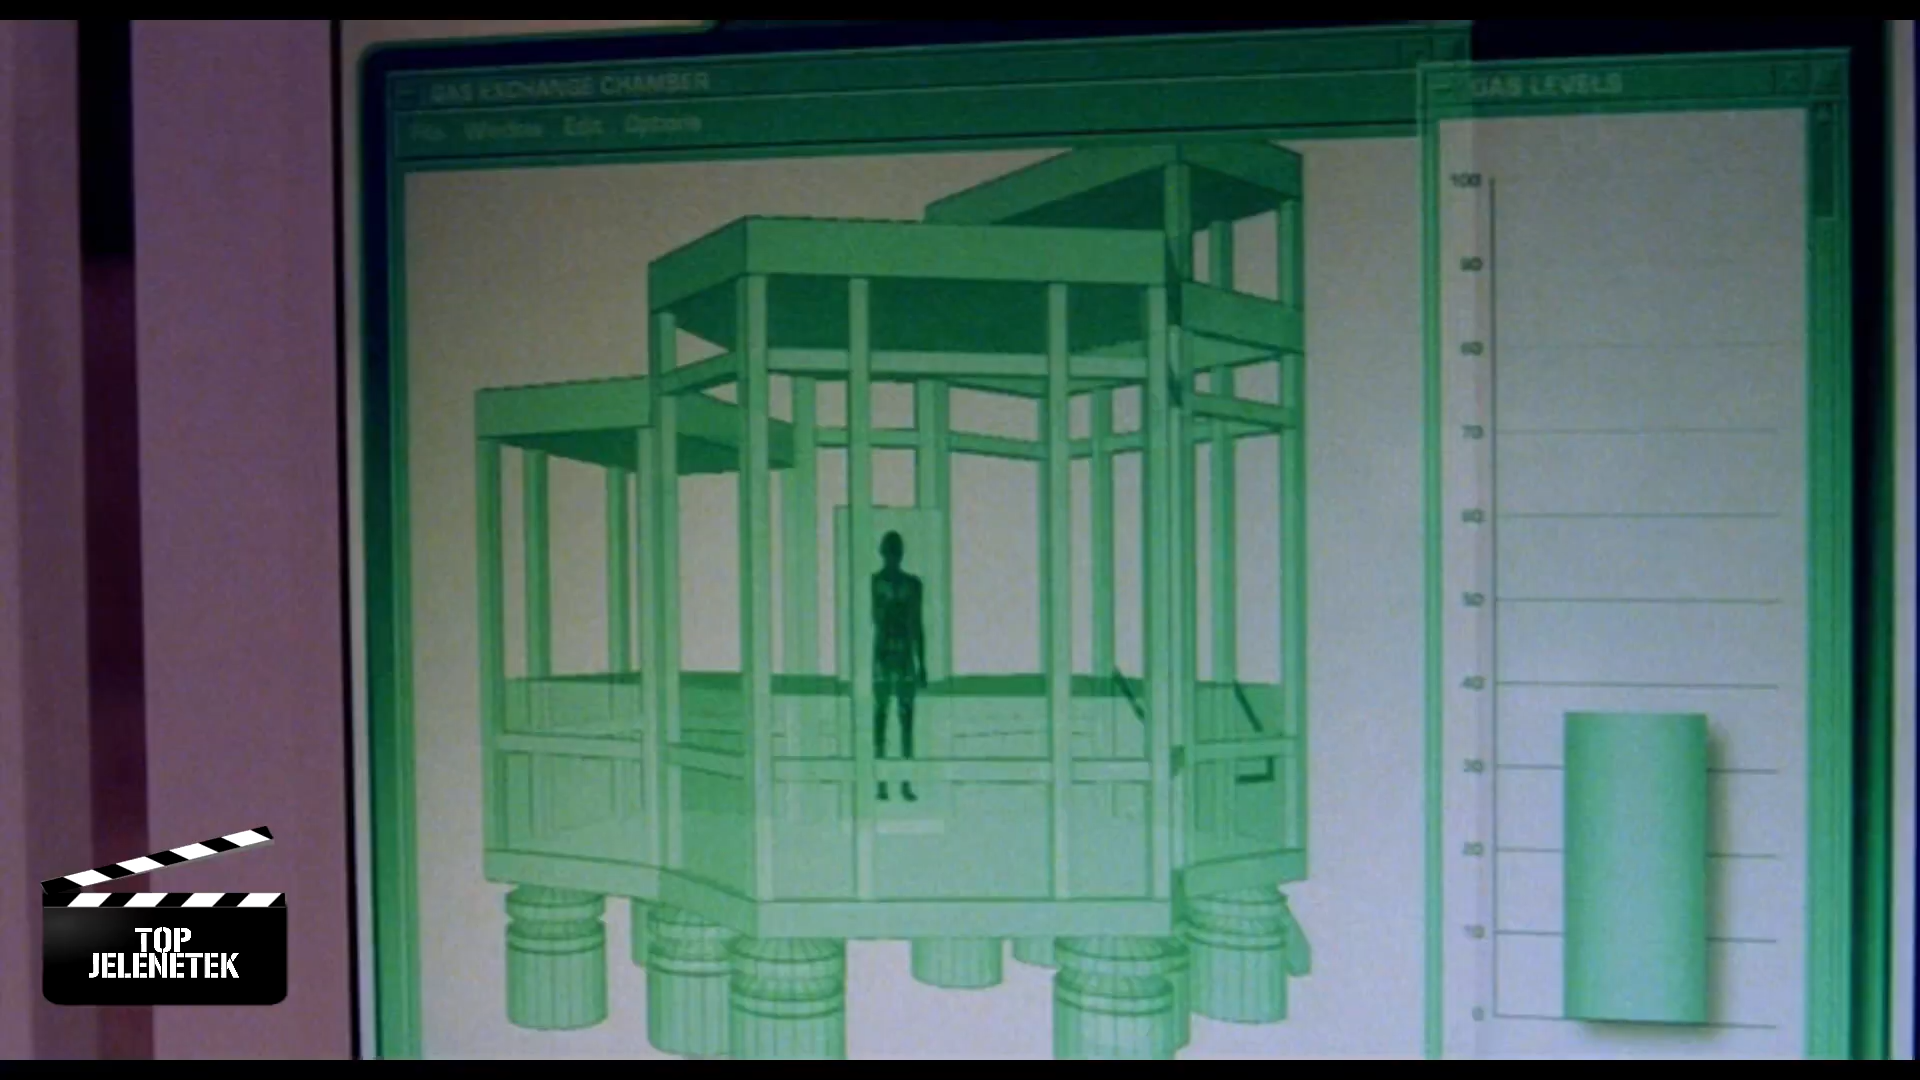 GAS EXCHANGE CHAMBER
File Window Edit Options
GAS LEVELS
100
90
80
70
60
50
40
30
20
10
0
TOP
JELENETEK